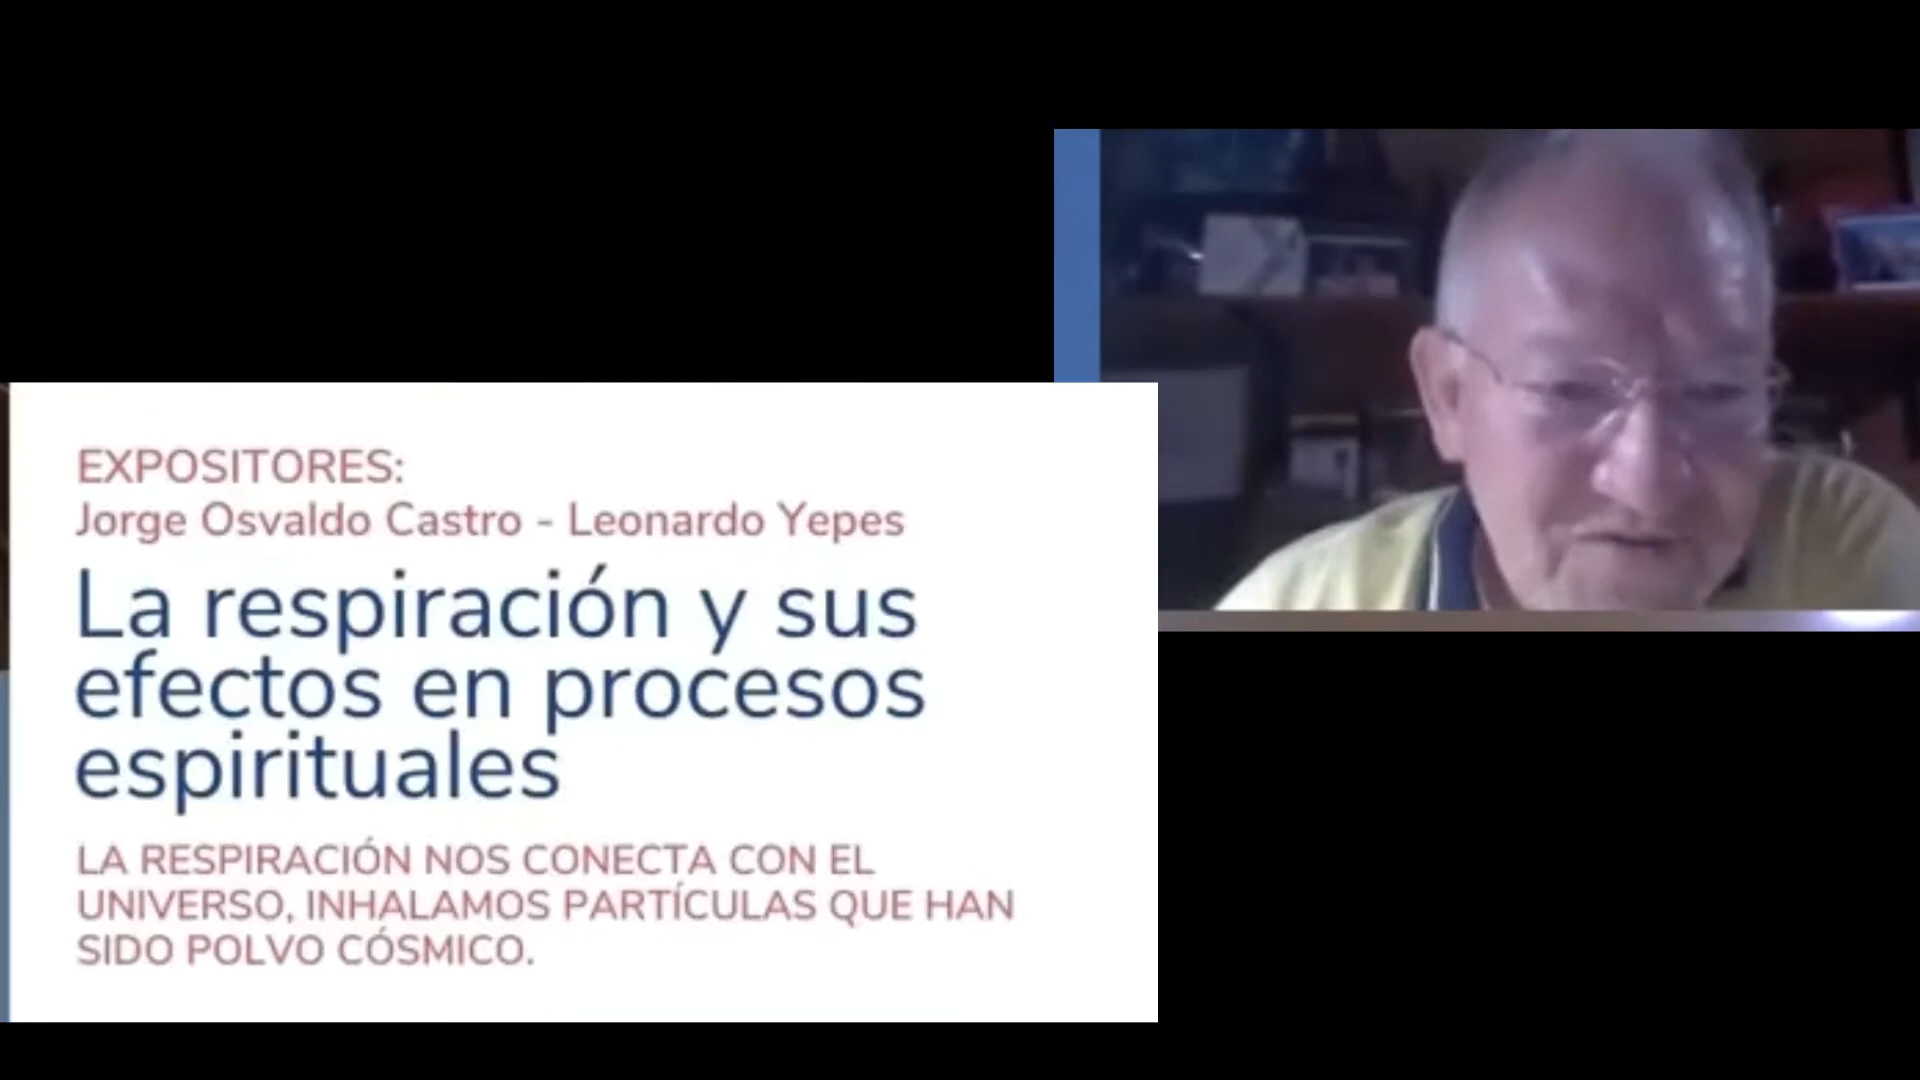 EXPOSITORES:
Jorge Osvaldo Castro - Leonardo Yepes
La respiración y sus
efectos en procesos
espirituales
LA RESPIRACIÓN NOS CONECTA CON EL
UNIVERSO, INHALAMOS PARTÍCULAS QUE HAN
SIDO POLVO CÓSMICO.